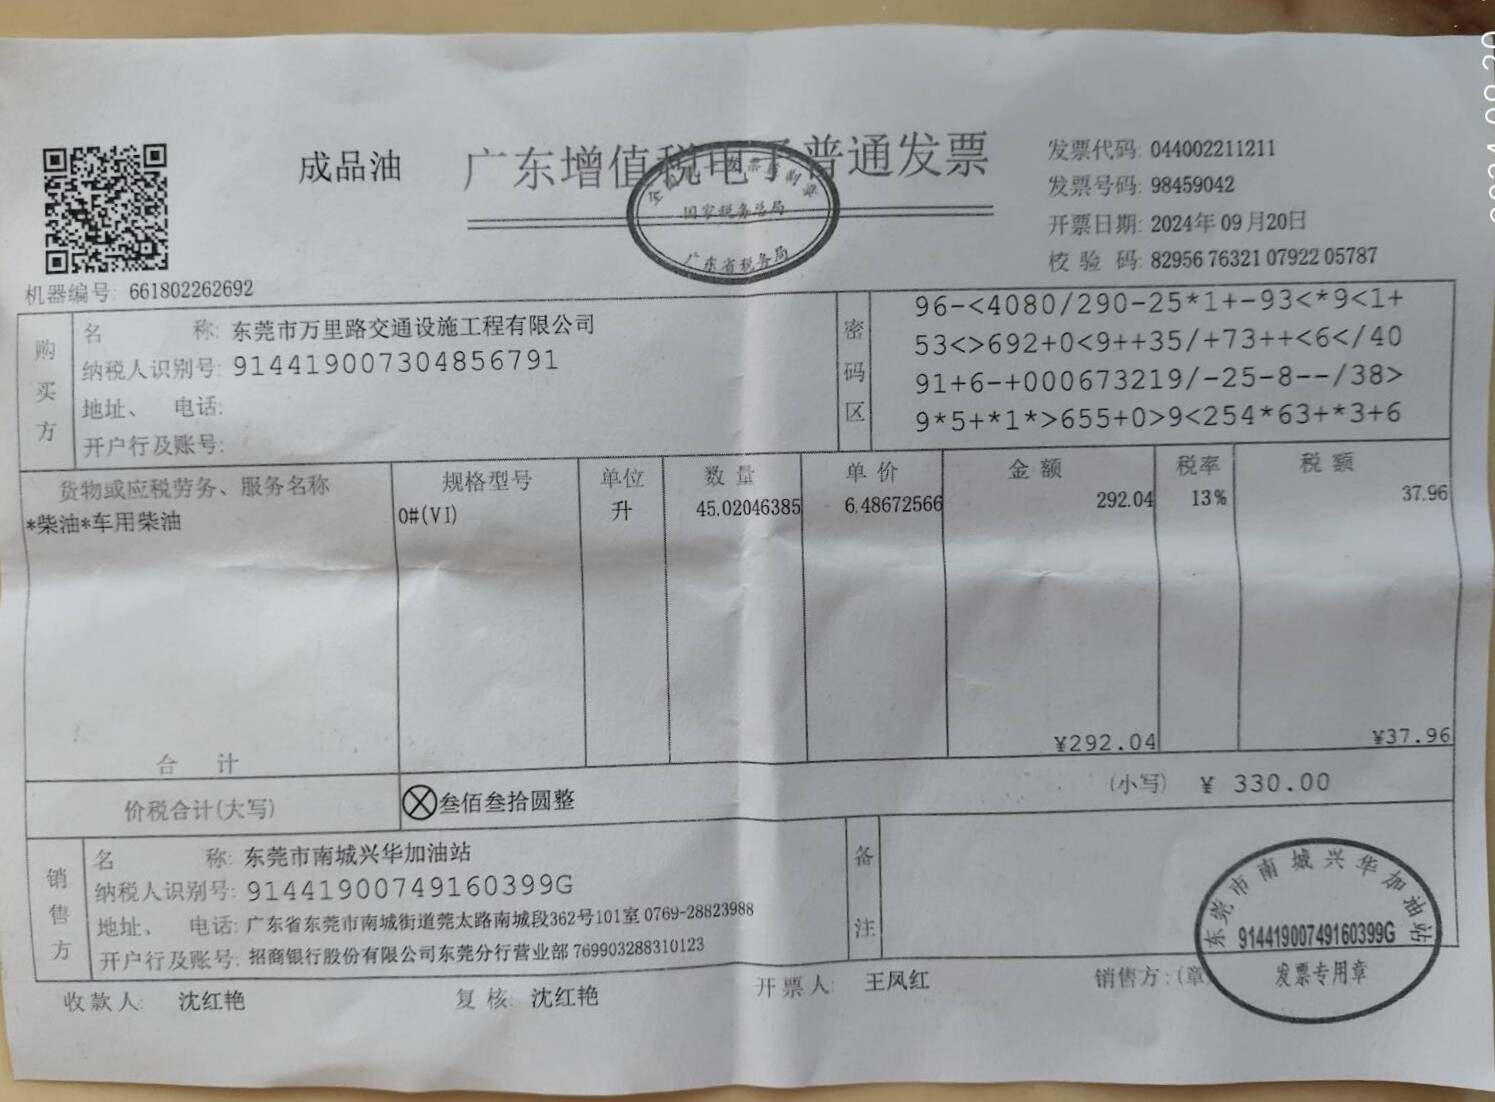 成品油
广东增值税电子普通发票
国家税务总局
广东省税务局
发票代码: 044002211211
发票号码: 98459042
开票日期: 2024年09月20日
校验码: 82956 76321 07922 05787
机器编号: 661802262692
购买方
名称: 东莞市万里路交通设施工程有限公司
纳税人识别号: 914419007304856791
地址、电话:
开户行及账号:
密码区
96-<4080/290-25*1+-93<*9<1+
53<>692+0<9++35/+73++<6</40
91+6-+000673219/-25-8--/38>
9*5+*1*>655+0>9<254*63+*3+6
货物或应税劳务、服务名称 规格型号 单位 数量 单价 金额 税率 税额
*柴油*车用柴油 0#(VI) 升 45.02046385 6.48672566 292.04 13% 37.96
合计 ¥292.04 ¥37.96
价税合计(大写) ⊗叁佰叁拾圆整 (小写) ¥ 330.00
销售方
名称: 东莞市南城兴华加油站
纳税人识别号: 91441900749160399G
地址、电话: 广东省东莞市南城街道莞太路南城段362号101室 0769-28823988
开户行及账号: 招商银行股份有限公司东莞分行营业部 769903288310123
备注
收款人: 沈红艳 复核: 沈红艳 开票人: 王凤红 销售方:(章)
东莞市南城兴华加油站
91441900749160399G
发票专用章